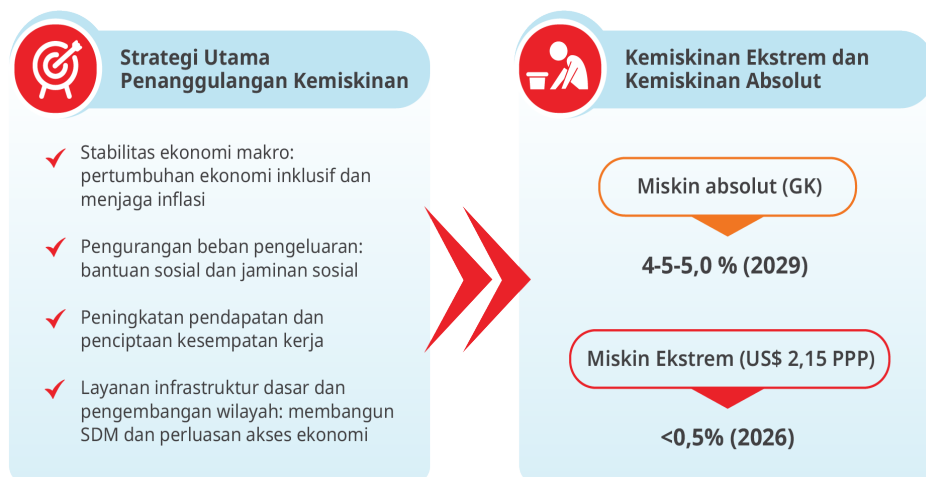 Strategi Utama
Penanggulangan Kemiskinan
Stabilitas ekonomi makro:
pertumbuhan ekonomi inklusif dan
menjaga inflasi
Pengurangan beban pengeluaran:
bantuan sosial dan jaminan sosial
Peningkatan pendapatan dan
penciptaan kesempatan kerja
Layanan infrastruktur dasar dan
pengembangan wilayah: membangun
SDM dan perluasan akses ekonomi
Kemiskinan Ekstrem dan
Kemiskinan Absolut
Miskin absolut (GK)
4-5-5,0 % (2029)
Miskin Ekstrem (US$ 2,15 PPP)
<0,5% (2026)